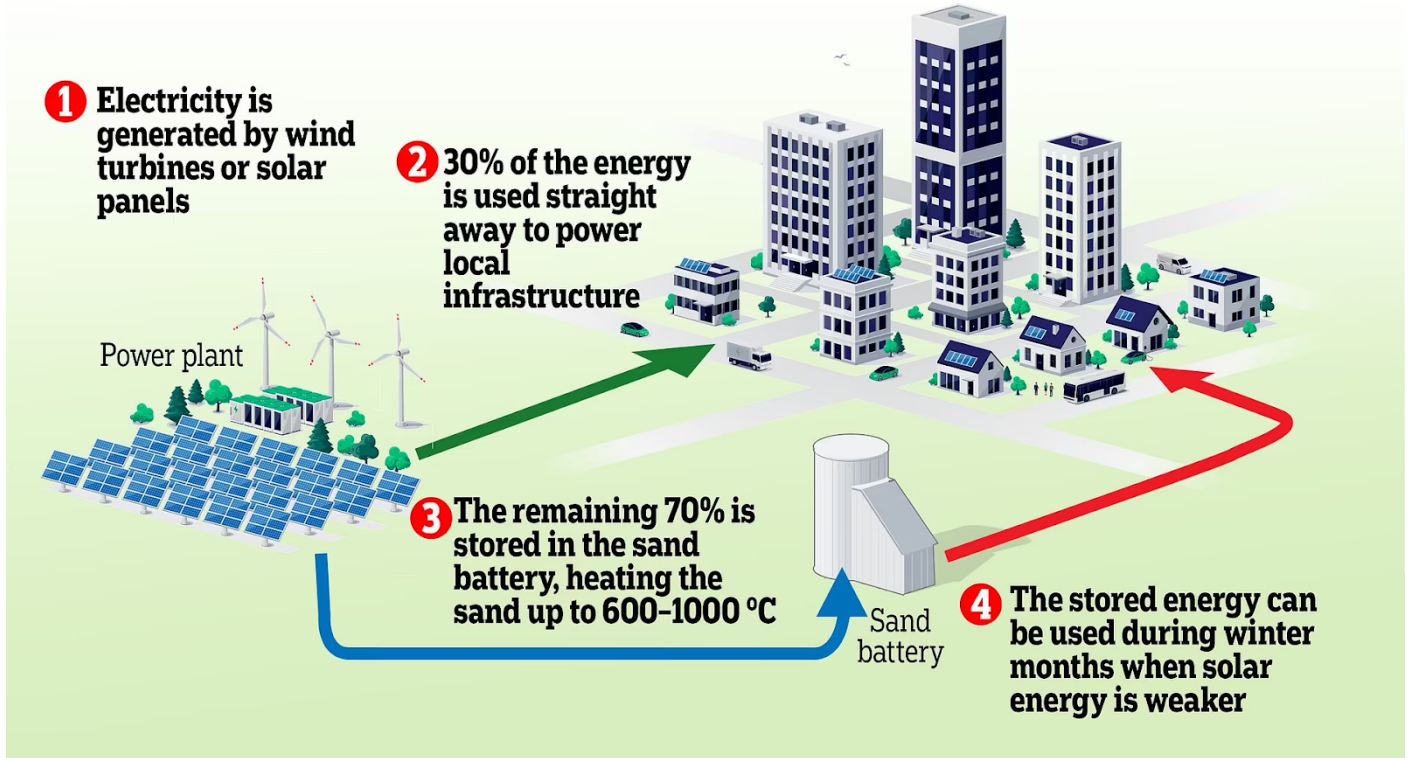 1 Electricity is
generated by wind
turbines or solar
panels
2 30% of the energy
is used straight
away to power
local
infrastructure
Power plant
3 The remaining 70% is
stored in the sand
battery, heating the
sand up to 600–1000 ºC
Sand
battery
4 The stored energy can
be used during winter
months when solar
energy is weaker